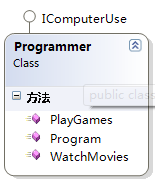 IComputerUse
Programmer
Class
方法
public class
PlayGames
Program
WatchMovies